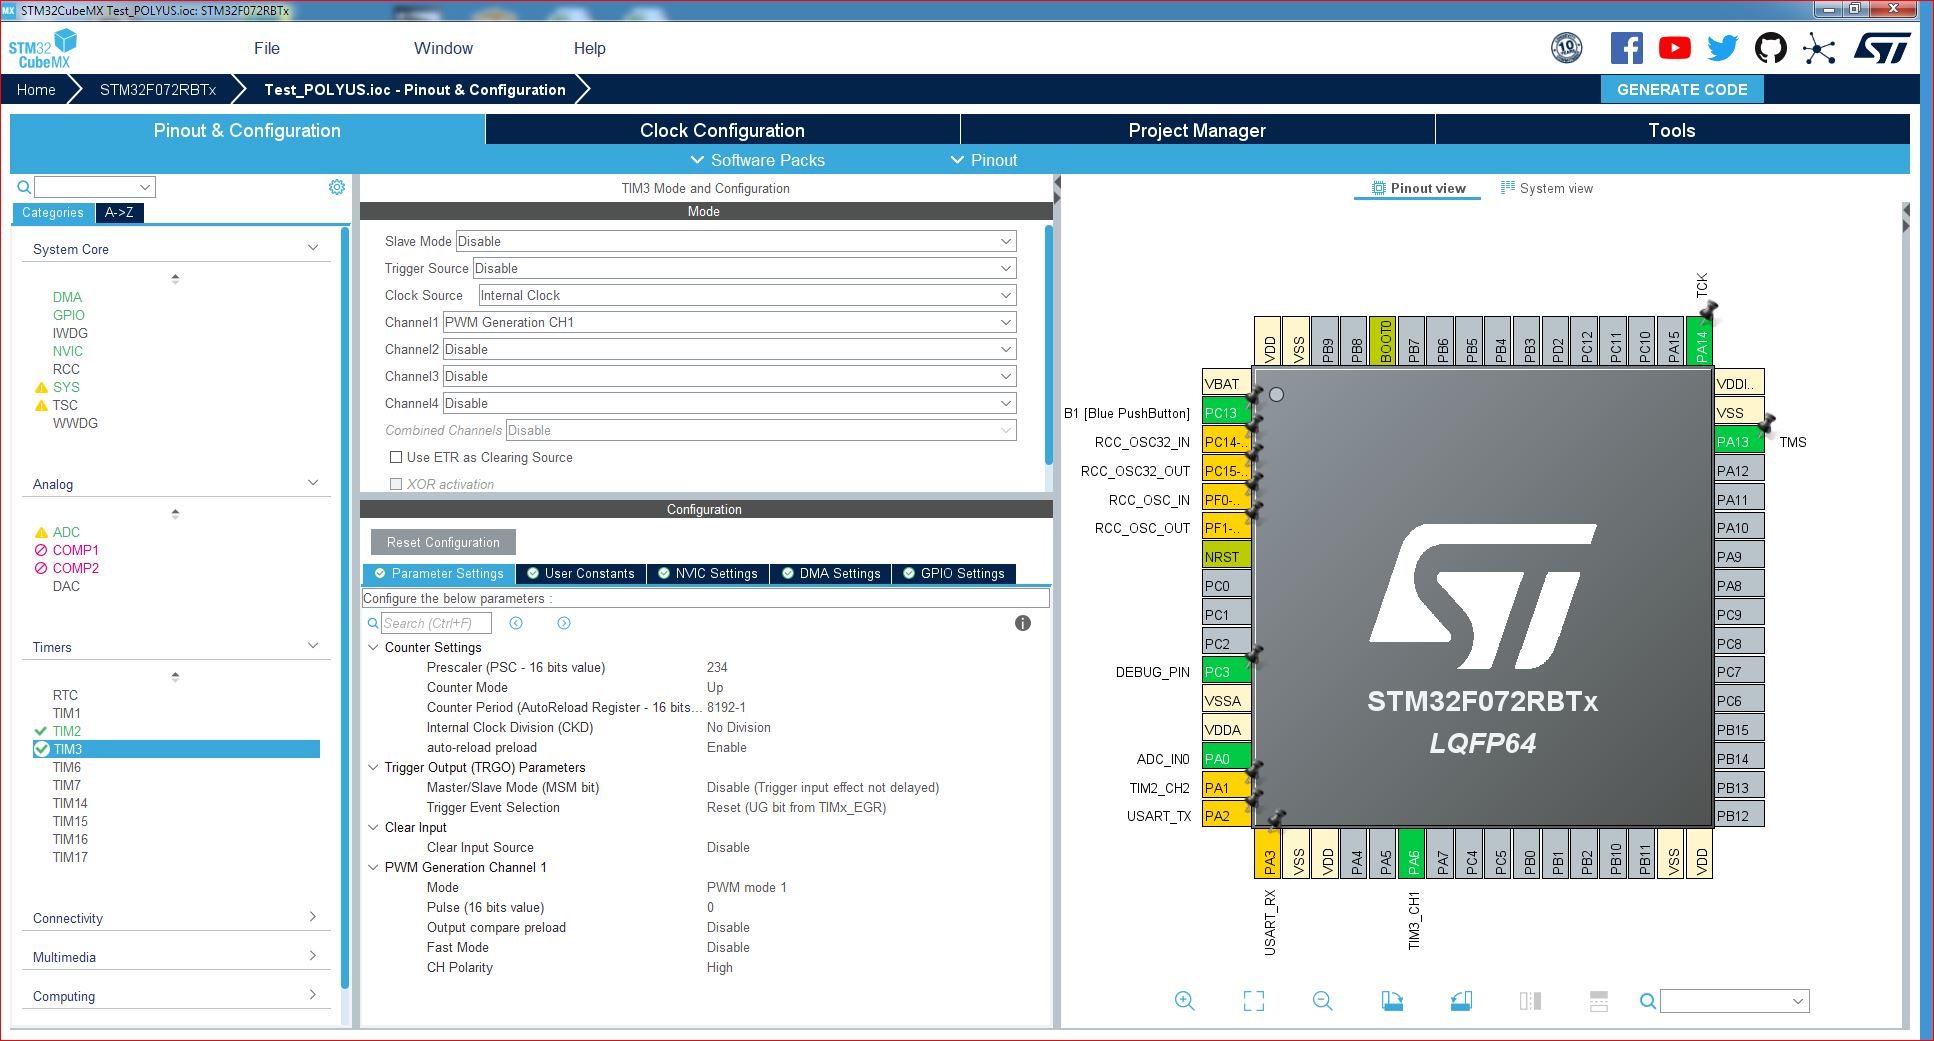 STM32CubeMX Test_POLYUS.ioc: STM32F072RBTx
STM32 CubeMX
File
Window
Help
10
Home
STM32F072RBTx
Test_POLYUS.ioc - Pinout & Configuration
GENERATE CODE
Pinout & Configuration
Clock Configuration
Project Manager
Tools
Software Packs
Pinout
Categories
A->Z
System Core
DMA
GPIO
IWDG
NVIC
RCC
SYS
TSC
WWDG
Analog
ADC
COMP1
COMP2
DAC
Timers
RTC
TIM1
TIM2
TIM3
TIM6
TIM7
TIM14
TIM15
TIM16
TIM17
Connectivity
Multimedia
Computing
TIM3 Mode and Configuration
Mode
Slave Mode Disable
Trigger Source Disable
Clock Source Internal Clock
Channel1 PWM Generation CH1
Channel2 Disable
Channel3 Disable
Channel4 Disable
Combined Channels Disable
Use ETR as Clearing Source
XOR activation
Configuration
Reset Configuration
Parameter Settings
User Constants
NVIC Settings
DMA Settings
GPIO Settings
Configure the below parameters :
Search (Ctrl+F)
Counter Settings
Prescaler (PSC - 16 bits value) 234
Counter Mode Up
Counter Period (AutoReload Register - 16 bits... 8192-1
Internal Clock Division (CKD) No Division
auto-reload preload Enable
Trigger Output (TRGO) Parameters
Master/Slave Mode (MSM bit) Disable (Trigger input effect not delayed)
Trigger Event Selection Reset (UG bit from TIMx_EGR)
Clear Input
Clear Input Source Disable
PWM Generation Channel 1
Mode PWM mode 1
Pulse (16 bits value) 0
Output compare preload Disable
Fast Mode Disable
CH Polarity High
Pinout view
System view
TCK
VDD
VSS
PB9
PB8
BOOT0
PB7
PB6
PB5
PB4
PB3
PD2
PC12
PC11
PC10
PA15
PA14
VBAT
B1 [Blue PushButton] PC13
RCC_OSC32_IN PC14-..
RCC_OSC32_OUT PC15-..
RCC_OSC_IN PF0-..
RCC_OSC_OUT PF1-..
NRST
PC0
PC1
PC2
DEBUG_PIN PC3
VSSA
VDDA
ADC_IN0 PA0
TIM2_CH2 PA1
USART_TX PA2
STM32F072RBTx
LQFP64
VDDI..
VSS
PA13 TMS
PA12
PA11
PA10
PA9
PA8
PC9
PC8
PC7
PC6
PB15
PB14
PB13
PB12
PA3
VSS
VDD
PA4
PA5
PA6
PA7
PC4
PC5
PB0
PB1
PB2
PB10
PB11
VSS
VDD
USART_RX
TIM3_CH1